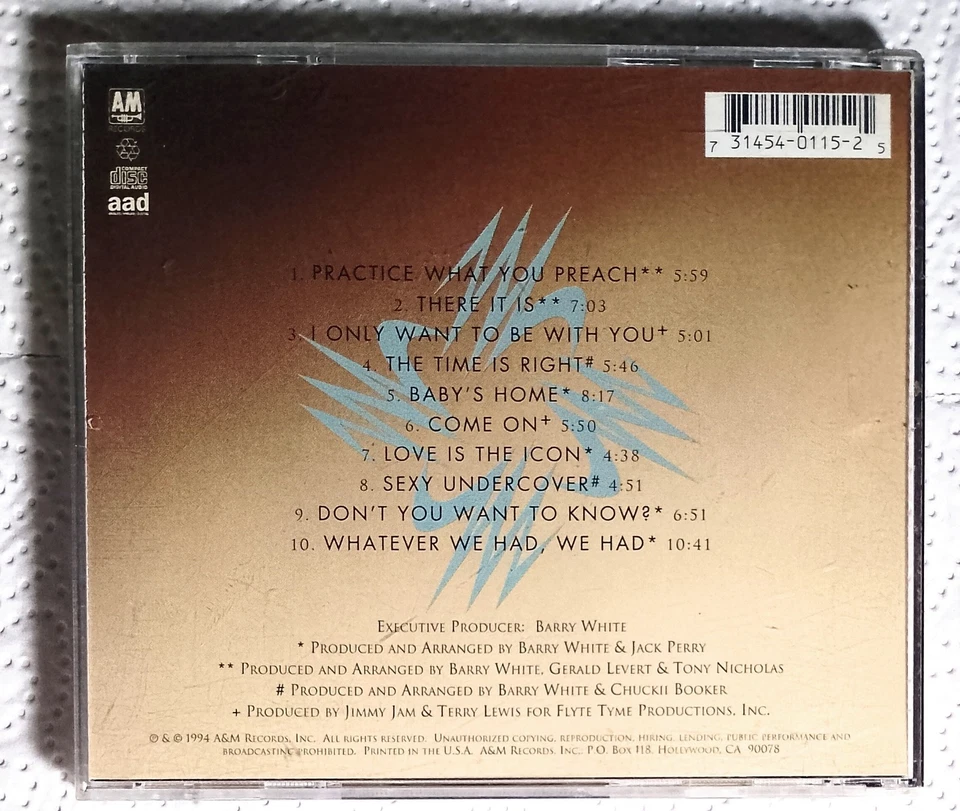 AM
RECORDS
COMPACT
disc
DIGITAL AUDIO
aad
7 31454-0115-2 5
1. PRACTICE WHAT YOU PREACH** 5:59
2. THERE IT IS** 7:03
3. I ONLY WANT TO BE WITH YOU+ 5:01
4. THE TIME IS RIGHT# 5:46
5. BABY'S HOME* 8:17
6. COME ON+ 5:50
7. LOVE IS THE ICON* 4:38
8. SEXY UNDERCOVER# 4:51
9. DON'T YOU WANT TO KNOW?* 6:51
10. WHATEVER WE HAD, WE HAD* 10:41
EXECUTIVE PRODUCER: BARRY WHITE
* PRODUCED AND ARRANGED BY BARRY WHITE & JACK PERRY
** PRODUCED AND ARRANGED BY BARRY WHITE, GERALD LEVERT & TONY NICHOLAS
# PRODUCED AND ARRANGED BY BARRY WHITE & CHUCKII BOOKER
+ PRODUCED BY JIMMY JAM & TERRY LEWIS FOR FLYTE TYME PRODUCTIONS, INC.
℗ & © 1994 A&M RECORDS, INC. ALL RIGHTS RESERVED. UNAUTHORIZED COPYING, REPRODUCTION, HIRING, LENDING, PUBLIC PERFORMANCE AND
BROADCASTING PROHIBITED. PRINTED IN THE U.S.A. A&M RECORDS, INC. P.O. BOX 118, HOLLYWOOD, CA 90078